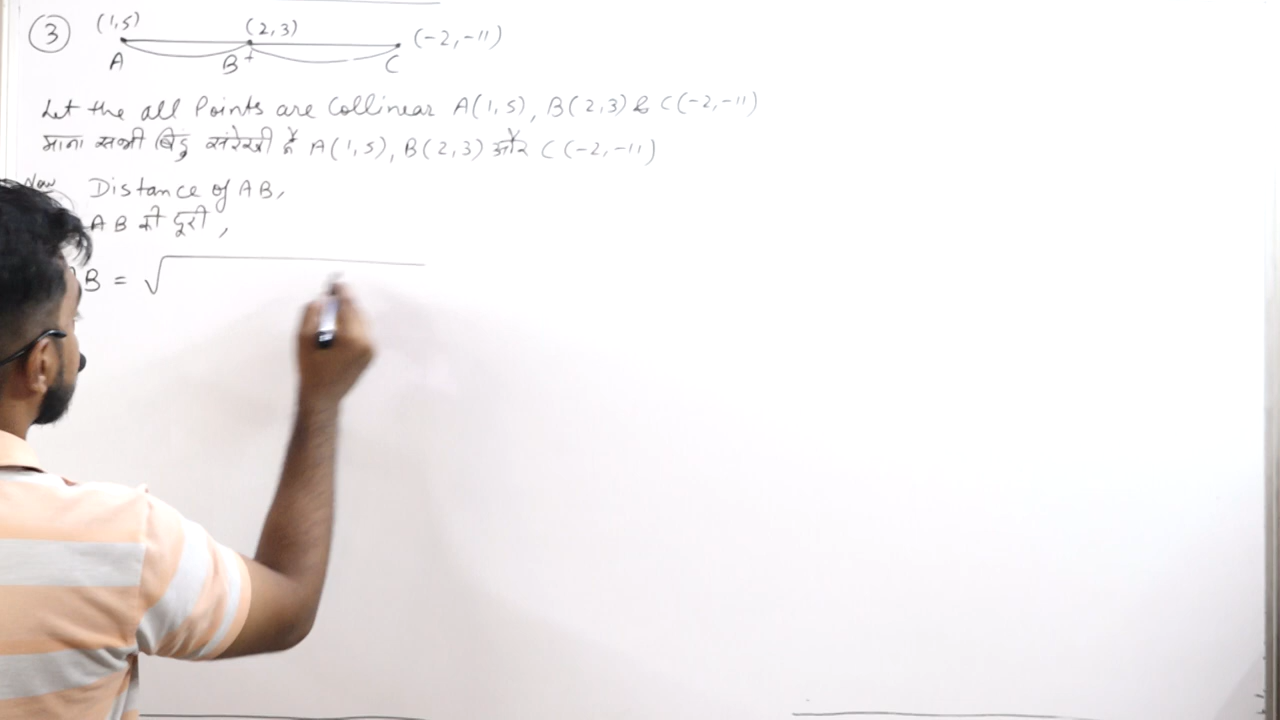 3 (1,5) (2,3) (-2,-11)
A B C
Let the all Points are Collinear A(1,5), B(2,3) & C(-2,-11)
माना सभी बिंदु संरेखी हैं A(1,5), B(2,3) और C(-2,-11)
Now Distance of AB,
AB की दूरी,
B = √